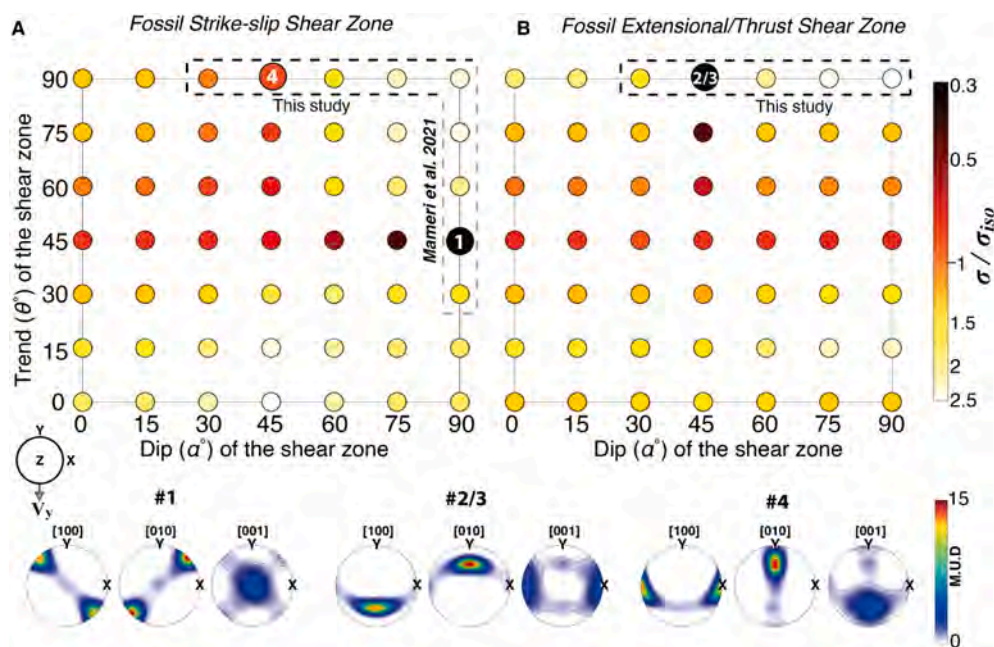 A
Fossil Strike-slip Shear Zone
B
Fossil Extensional/Thrust Shear Zone
90
75
60
45
30
15
0
Trend (θ°) of the shear zone
4
This study
Mameri et al. 2021
1
0 15 30 45 60 75 90
Dip (α°) of the shear zone
2/3
This study
0 15 30 45 60 75 90
Dip (α°) of the shear zone
0.3
0.5
1
1.5
2
2.5
σ / σiso
Y
Z X
Vy
#1
[100] [010] [001]
Y Y Y
X X X
#2/3
[100] [010] [001]
Y Y Y
X X X
#4
[100] [010] [001]
Y Y Y
X X X
15
M.U.D
0